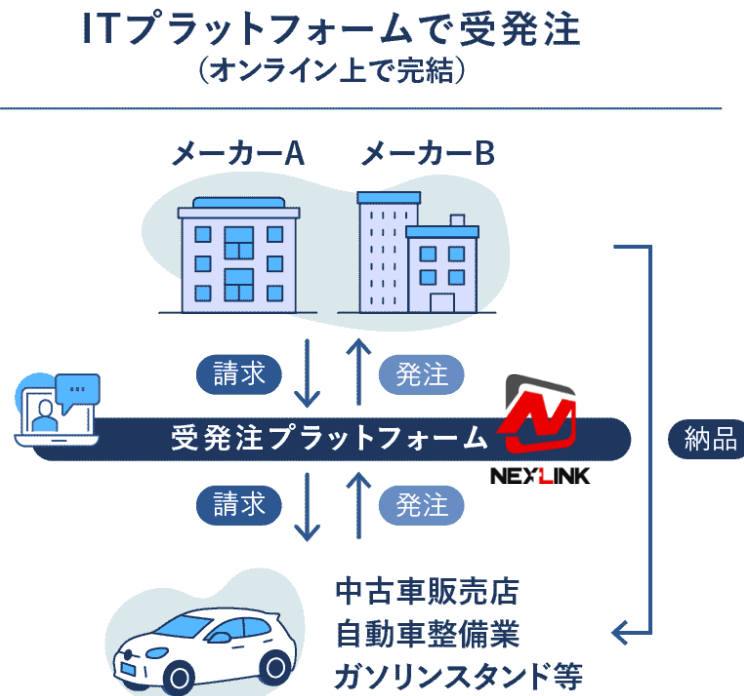 ITプラットフォームで受発注
(オンライン上で完結)
メーカーA メーカーB
請求 発注
受発注プラットフォーム
NEXLINK
納品
請求 発注
中古車販売店
自動車整備業
ガソリンスタンド等